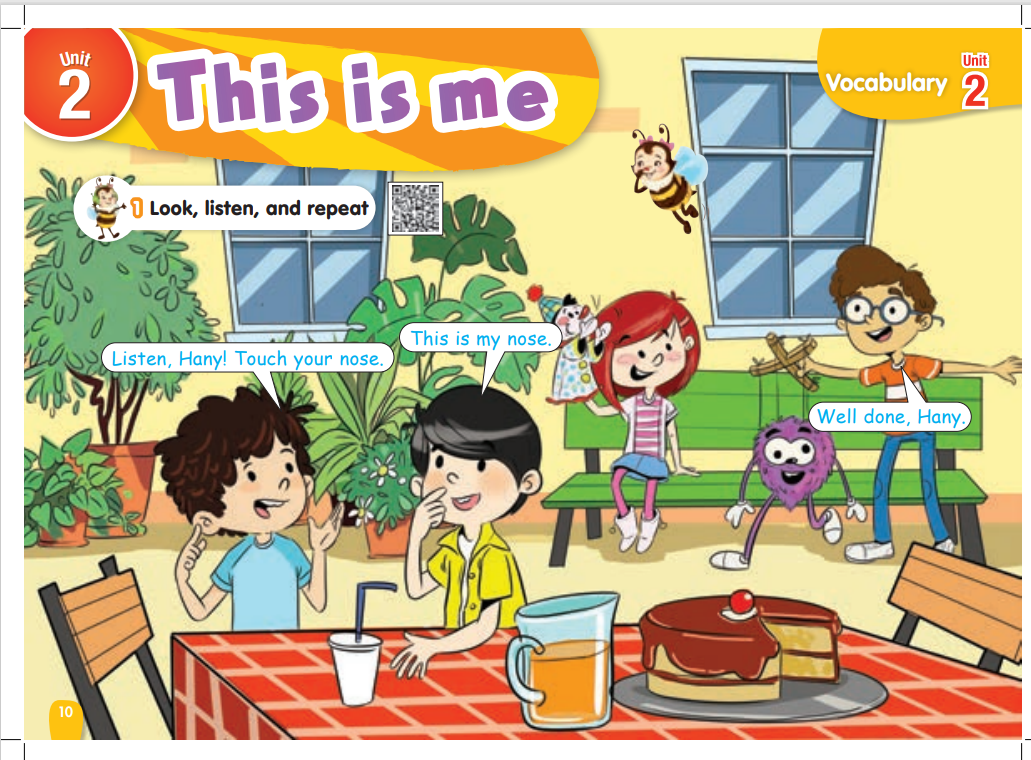 Unit
2
This is me
Vocabulary
Unit
2
1 Look, listen, and repeat
Listen, Hany! Touch your nose.
This is my nose.
Well done, Hany.
10